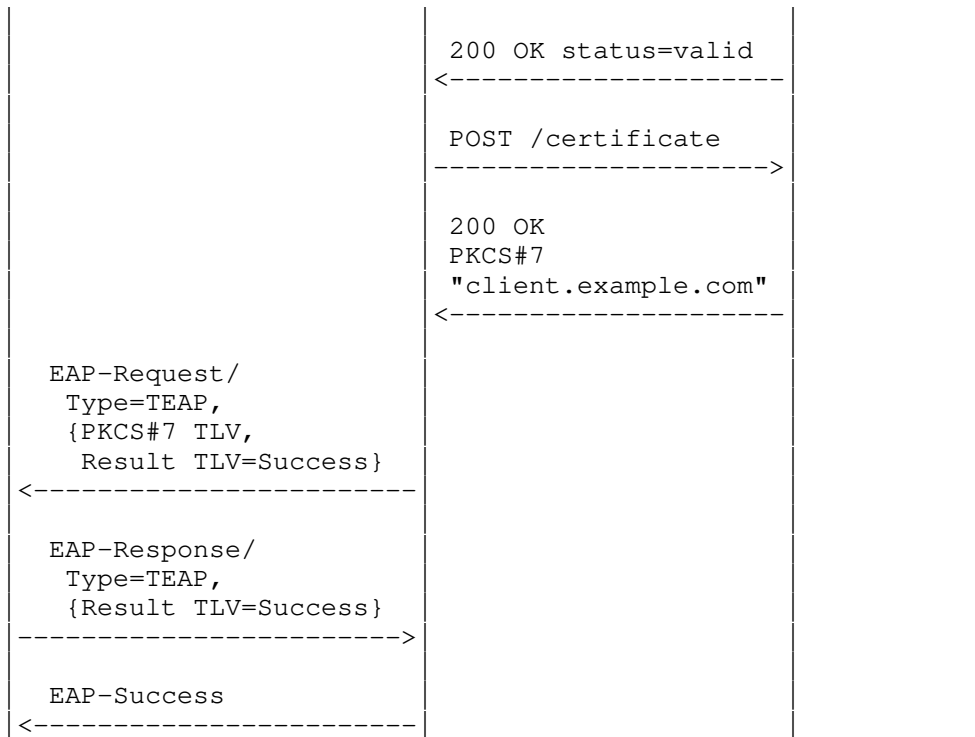 200 OK status=valid
<---------------------
POST /certificate
--------------------->
200 OK
PKCS#7
"client.example.com"
<---------------------
EAP-Request/
Type=TEAP,
{PKCS#7 TLV,
Result TLV=Success}
<------------------------
EAP-Response/
Type=TEAP,
{Result TLV=Success}
------------------------>
EAP-Success
<------------------------